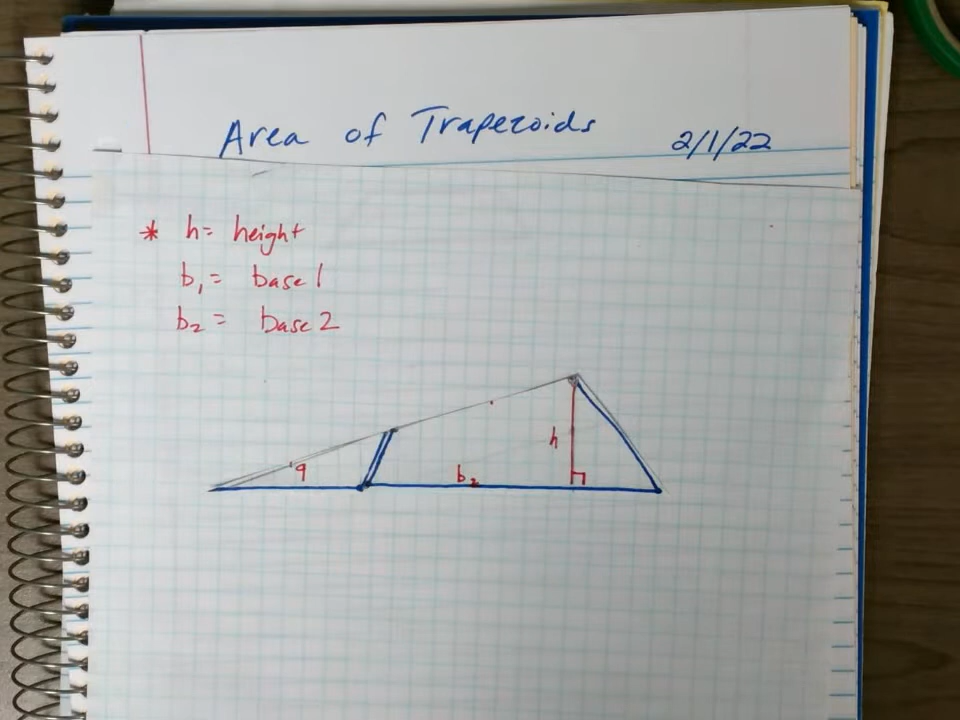 Area of Trapezoids 2/1/22
* h= height
b₁= base 1
b₂= base 2
h
b₂